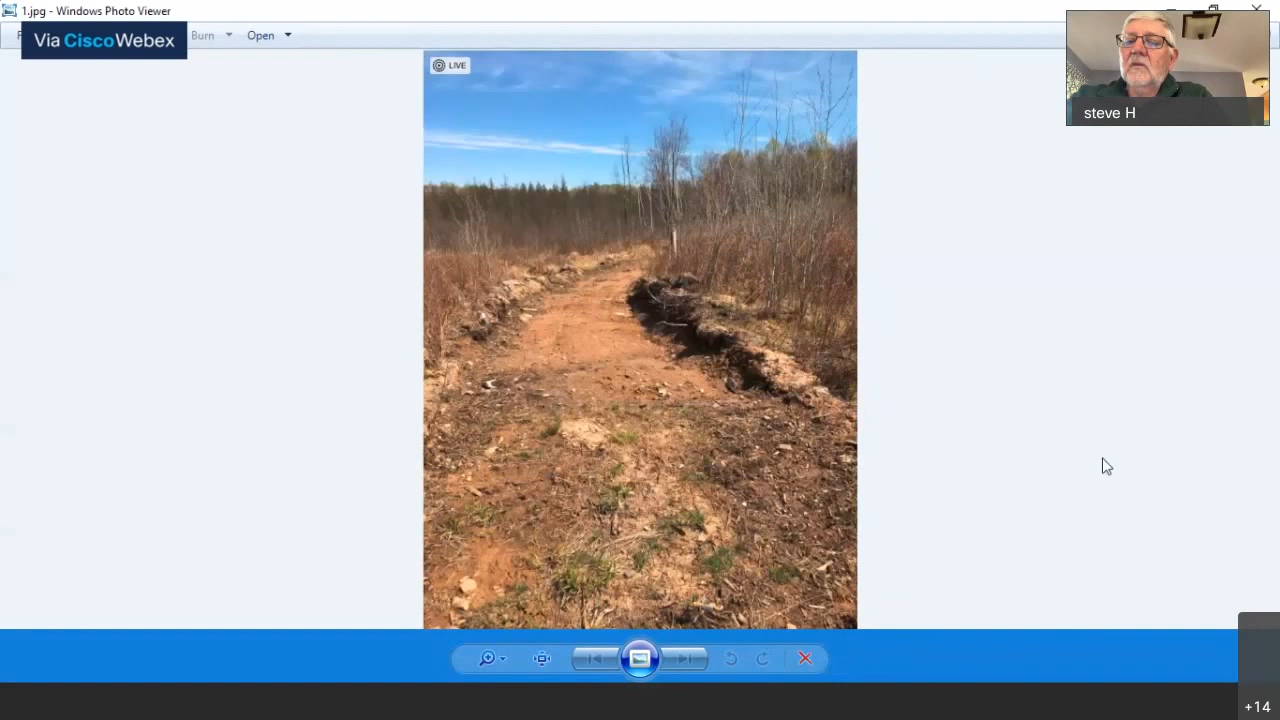 1.jpg - Windows Photo Viewer
Via CiscoWebex
Burn
Open
LIVE
steve H
+14